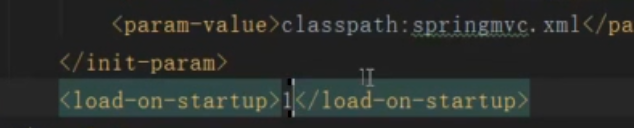 <param-value>classpath:springmvc.xml</pa
</init-param>
<load-on-startup>1</load-on-startup>